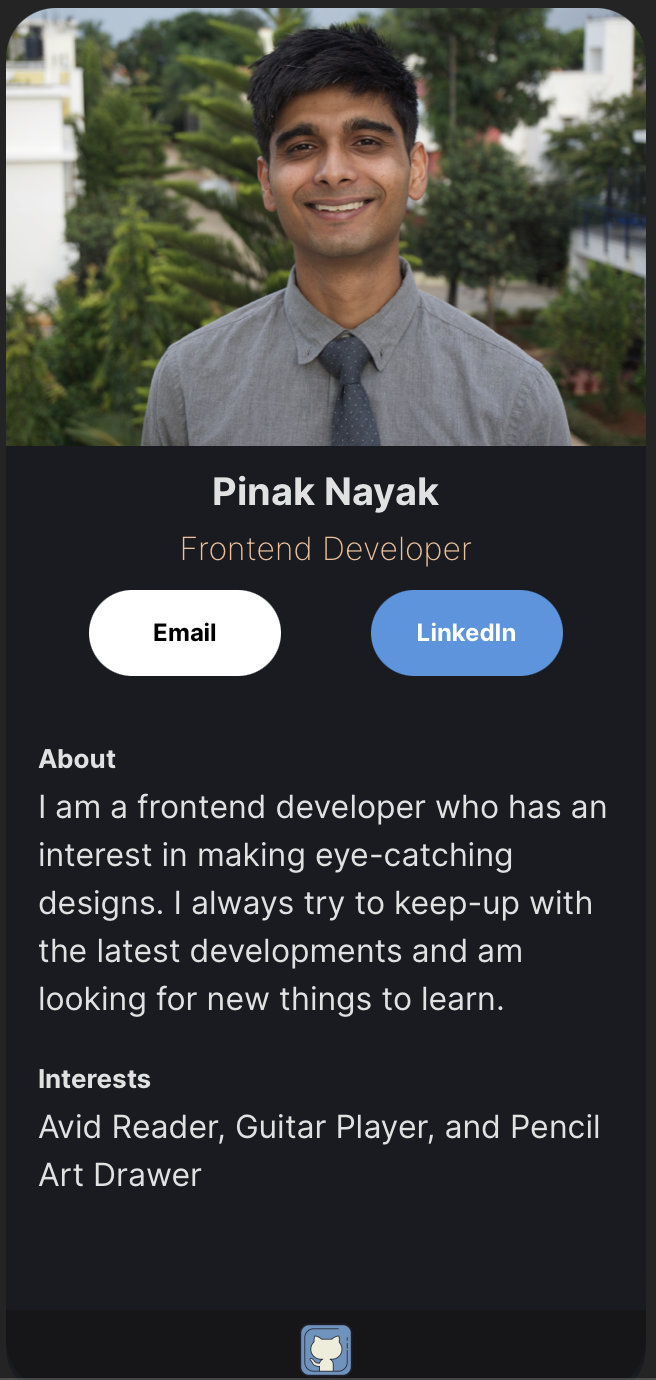 Pinak Nayak
Frontend Developer
Email
LinkedIn
About
I am a frontend developer who has an
interest in making eye-catching
designs. I always try to keep-up with
the latest developments and am
looking for new things to learn.
Interests
Avid Reader, Guitar Player, and Pencil
Art Drawer